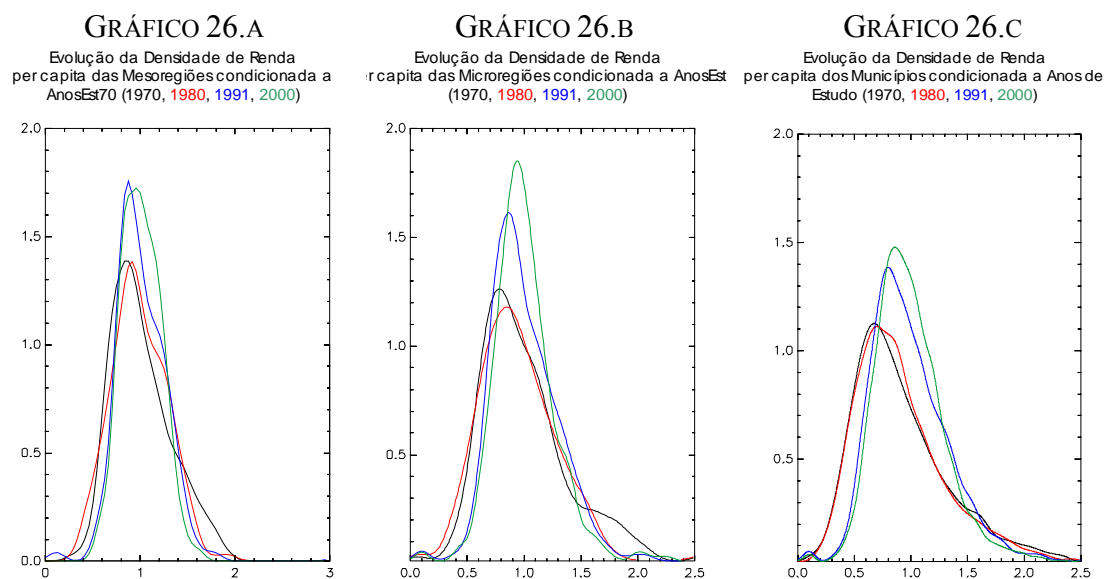 GRÁFICO 26.A
Evolução da Densidade de Renda
per capita das Mesoregiões condicionada a
AnosEst70 (1970, 1980, 1991, 2000)
2.0
1.5
1.0
0.5
0.0
0
1
2
3
GRÁFICO 26.B
Evolução da Densidade de Renda
er capita das Microregiões condicionada a AnosEst
(1970, 1980, 1991, 2000)
2.0
1.5
1.0
0.5
0.0
0.0
0.5
1.0
1.5
2.0
2.5
GRÁFICO 26.C
Evolução da Densidade de Renda
per capita dos Municípios condicionada a Anos de
Estudo (1970, 1980, 1991, 2000)
2.0
1.5
1.0
0.5
0.0
0.0
0.5
1.0
1.5
2.0
2.5